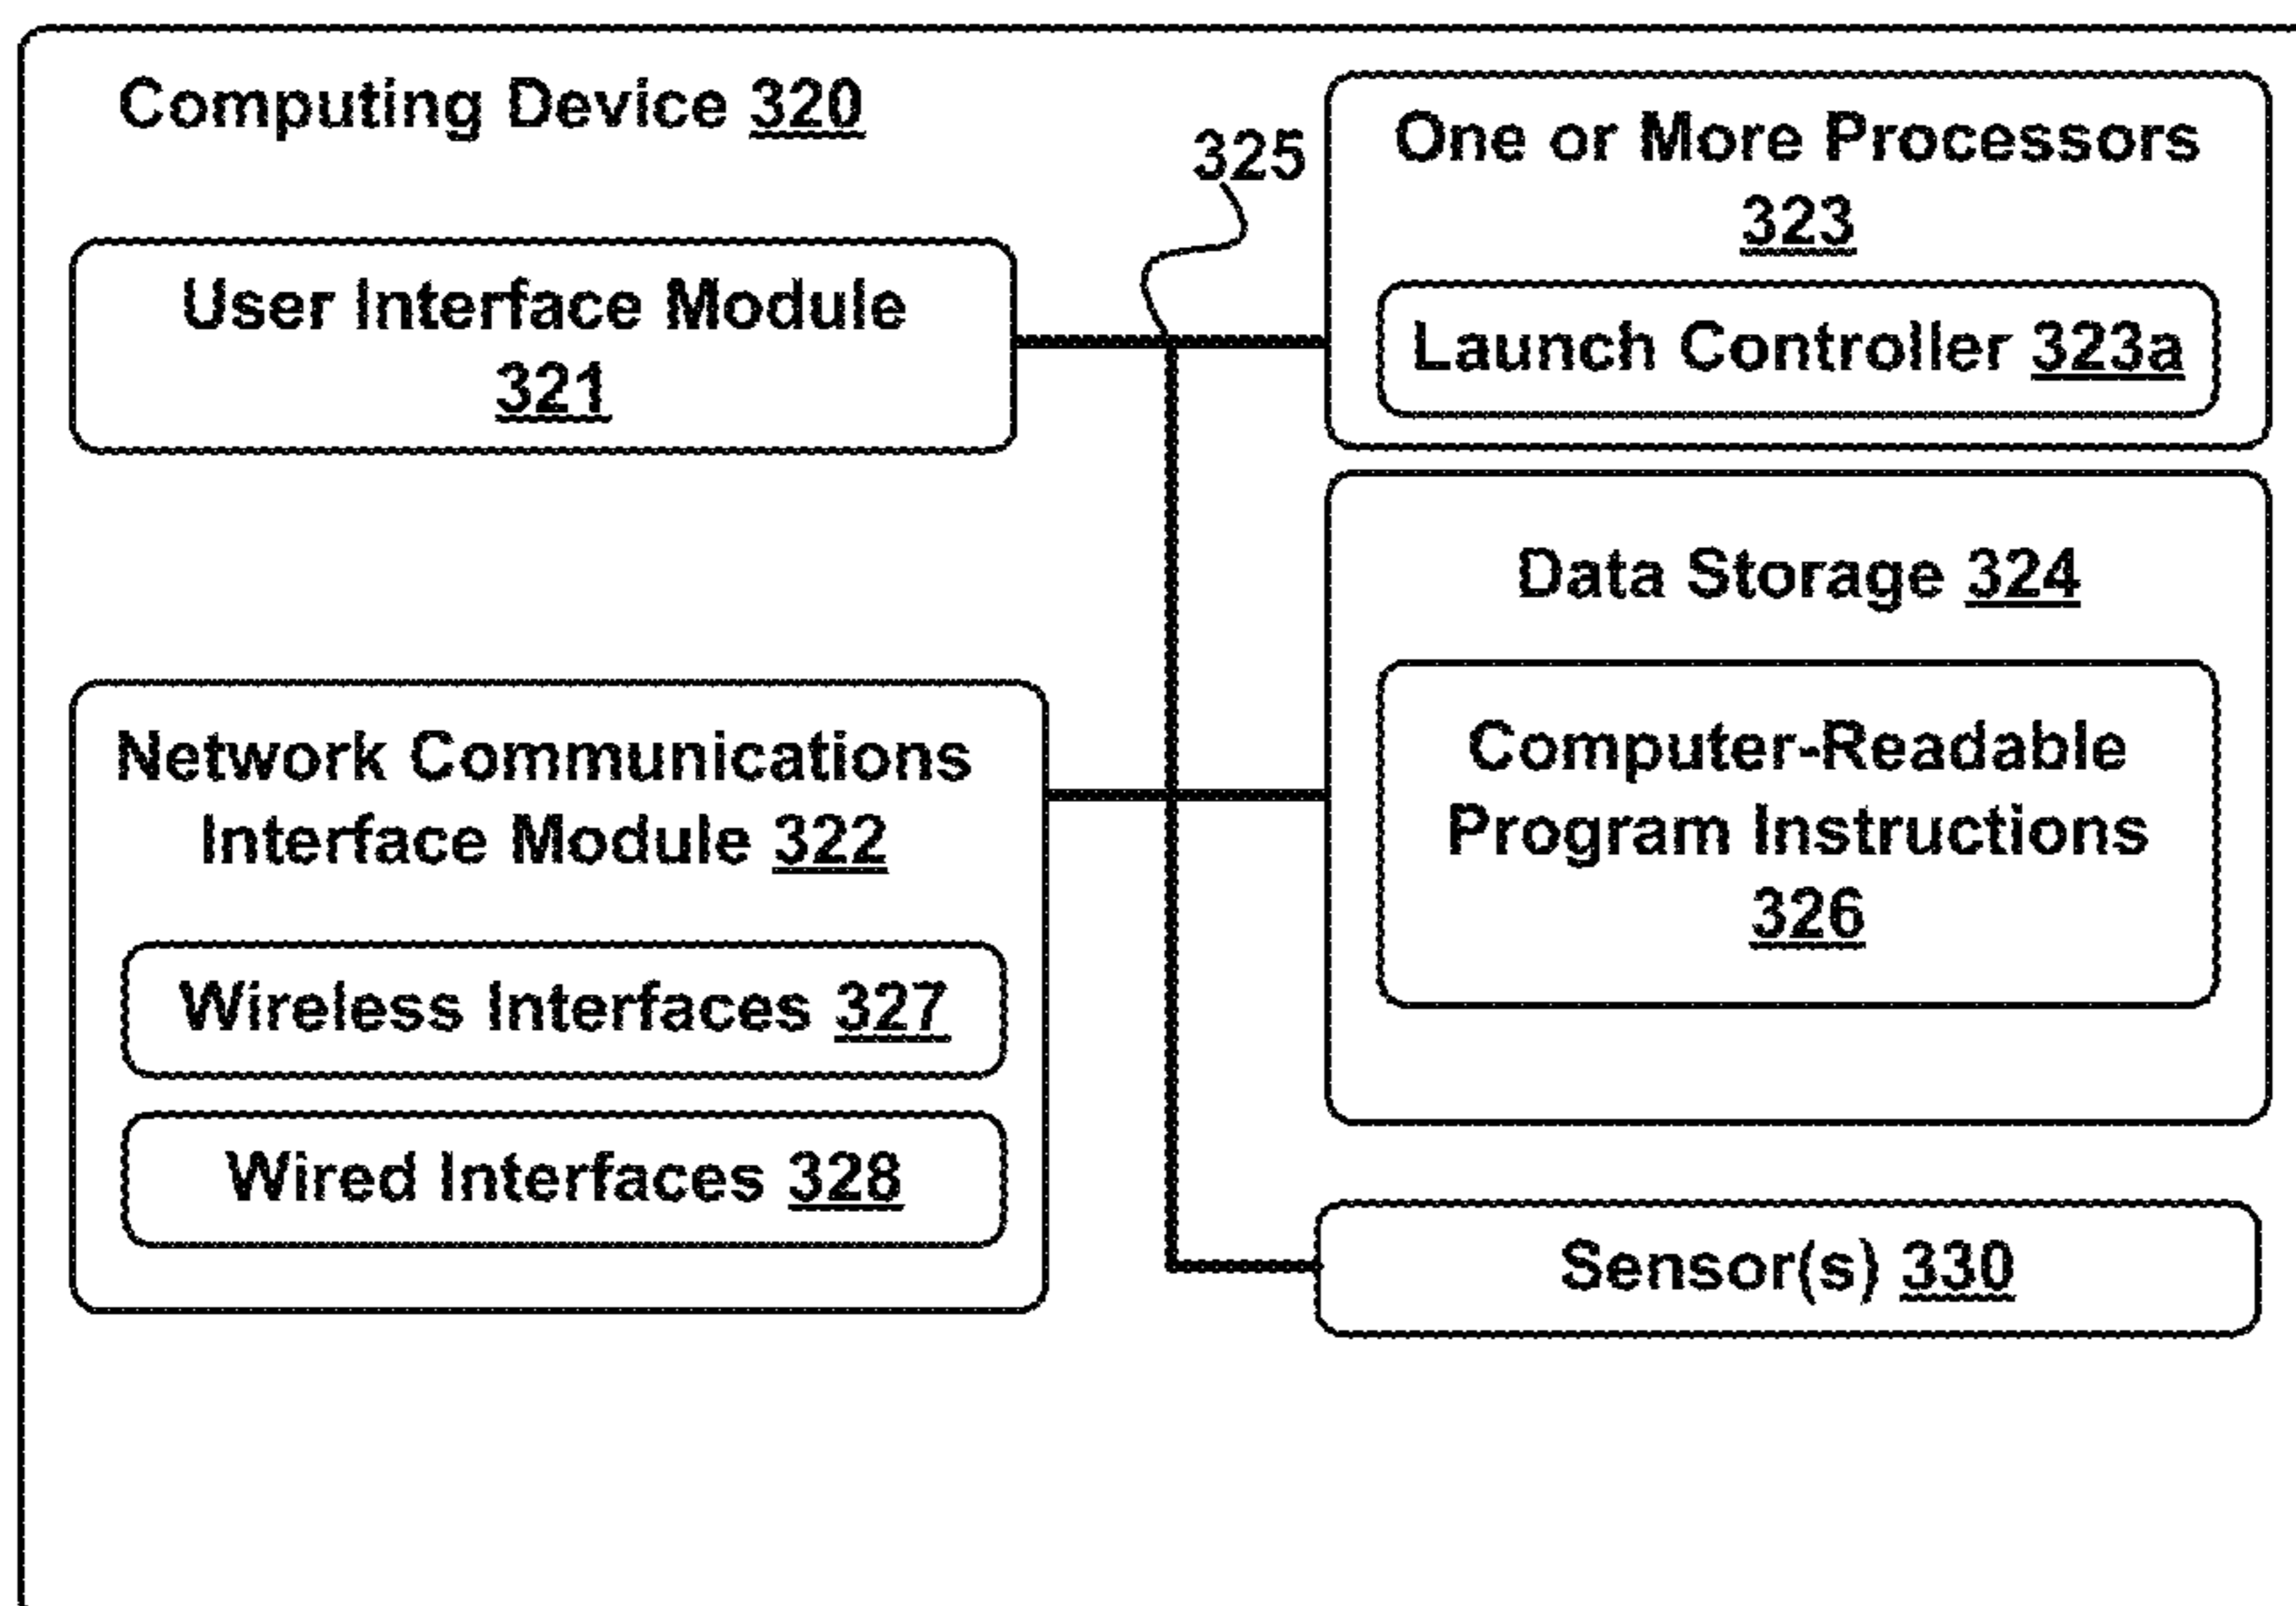 Computing Device 320
325
One or More Processors
323
Launch Controller 323a
User Interface Module
321
Data Storage 324
Computer-Readable
Program Instructions
326
Network Communications
Interface Module 322
Wireless Interfaces 327
Wired Interfaces 328
Sensor(s) 330